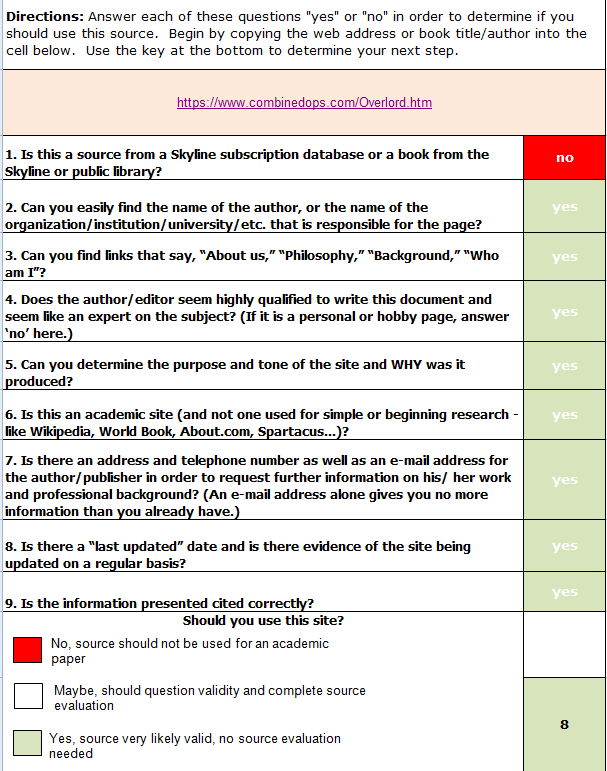 Directions: Answer each of these questions "yes" or "no" in order to determine if you
should use this source.  Begin by copying the web address or book title/author into the
cell below.  Use the key at the bottom to determine your next step.
https://www.combinedops.com/Overlord.htm
1. Is this a source from a Skyline subscription database or a book from the
Skyline or public library?
no
2. Can you easily find the name of the author, or the name of the
organization/institution/university/etc. that is responsible for the page?
yes
3. Can you find links that say, “About us,” “Philosophy,” “Background,” “Who
am I”?
yes
4. Does the author/editor seem highly qualified to write this document and
seem like an expert on the subject? (If it is a personal or hobby page, answer
‘no’ here.)
yes
5. Can you determine the purpose and tone of the site and WHY was it
produced?
yes
6. Is this an academic site (and not one used for simple or beginning research -
like Wikipedia, World Book, About.com, Spartacus...)?
yes
7. Is there an address and telephone number as well as an e-mail address for
the author/publisher in order to request further information on his/ her work
and professional background? (An e-mail address alone gives you no more
information than you already have.)
yes
8. Is there a “last updated” date and is there evidence of the site being
updated on a regular basis?
yes
9. Is the information presented cited correctly?
yes
Should you use this site?
No, source should not be used for an academic
paper
Maybe, should question validity and complete source
evaluation
Yes, source very likely valid, no source evaluation
needed
8